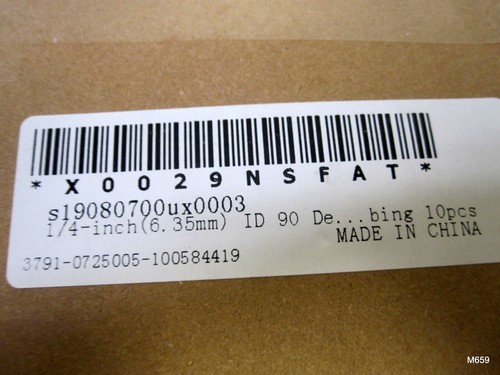 *X0029NSFAT*
s19080700ux0003
1/4-inch(6.35mm) ID 90 De...bing 10pcs
MADE IN CHINA
3791-0725005-100584419
M659